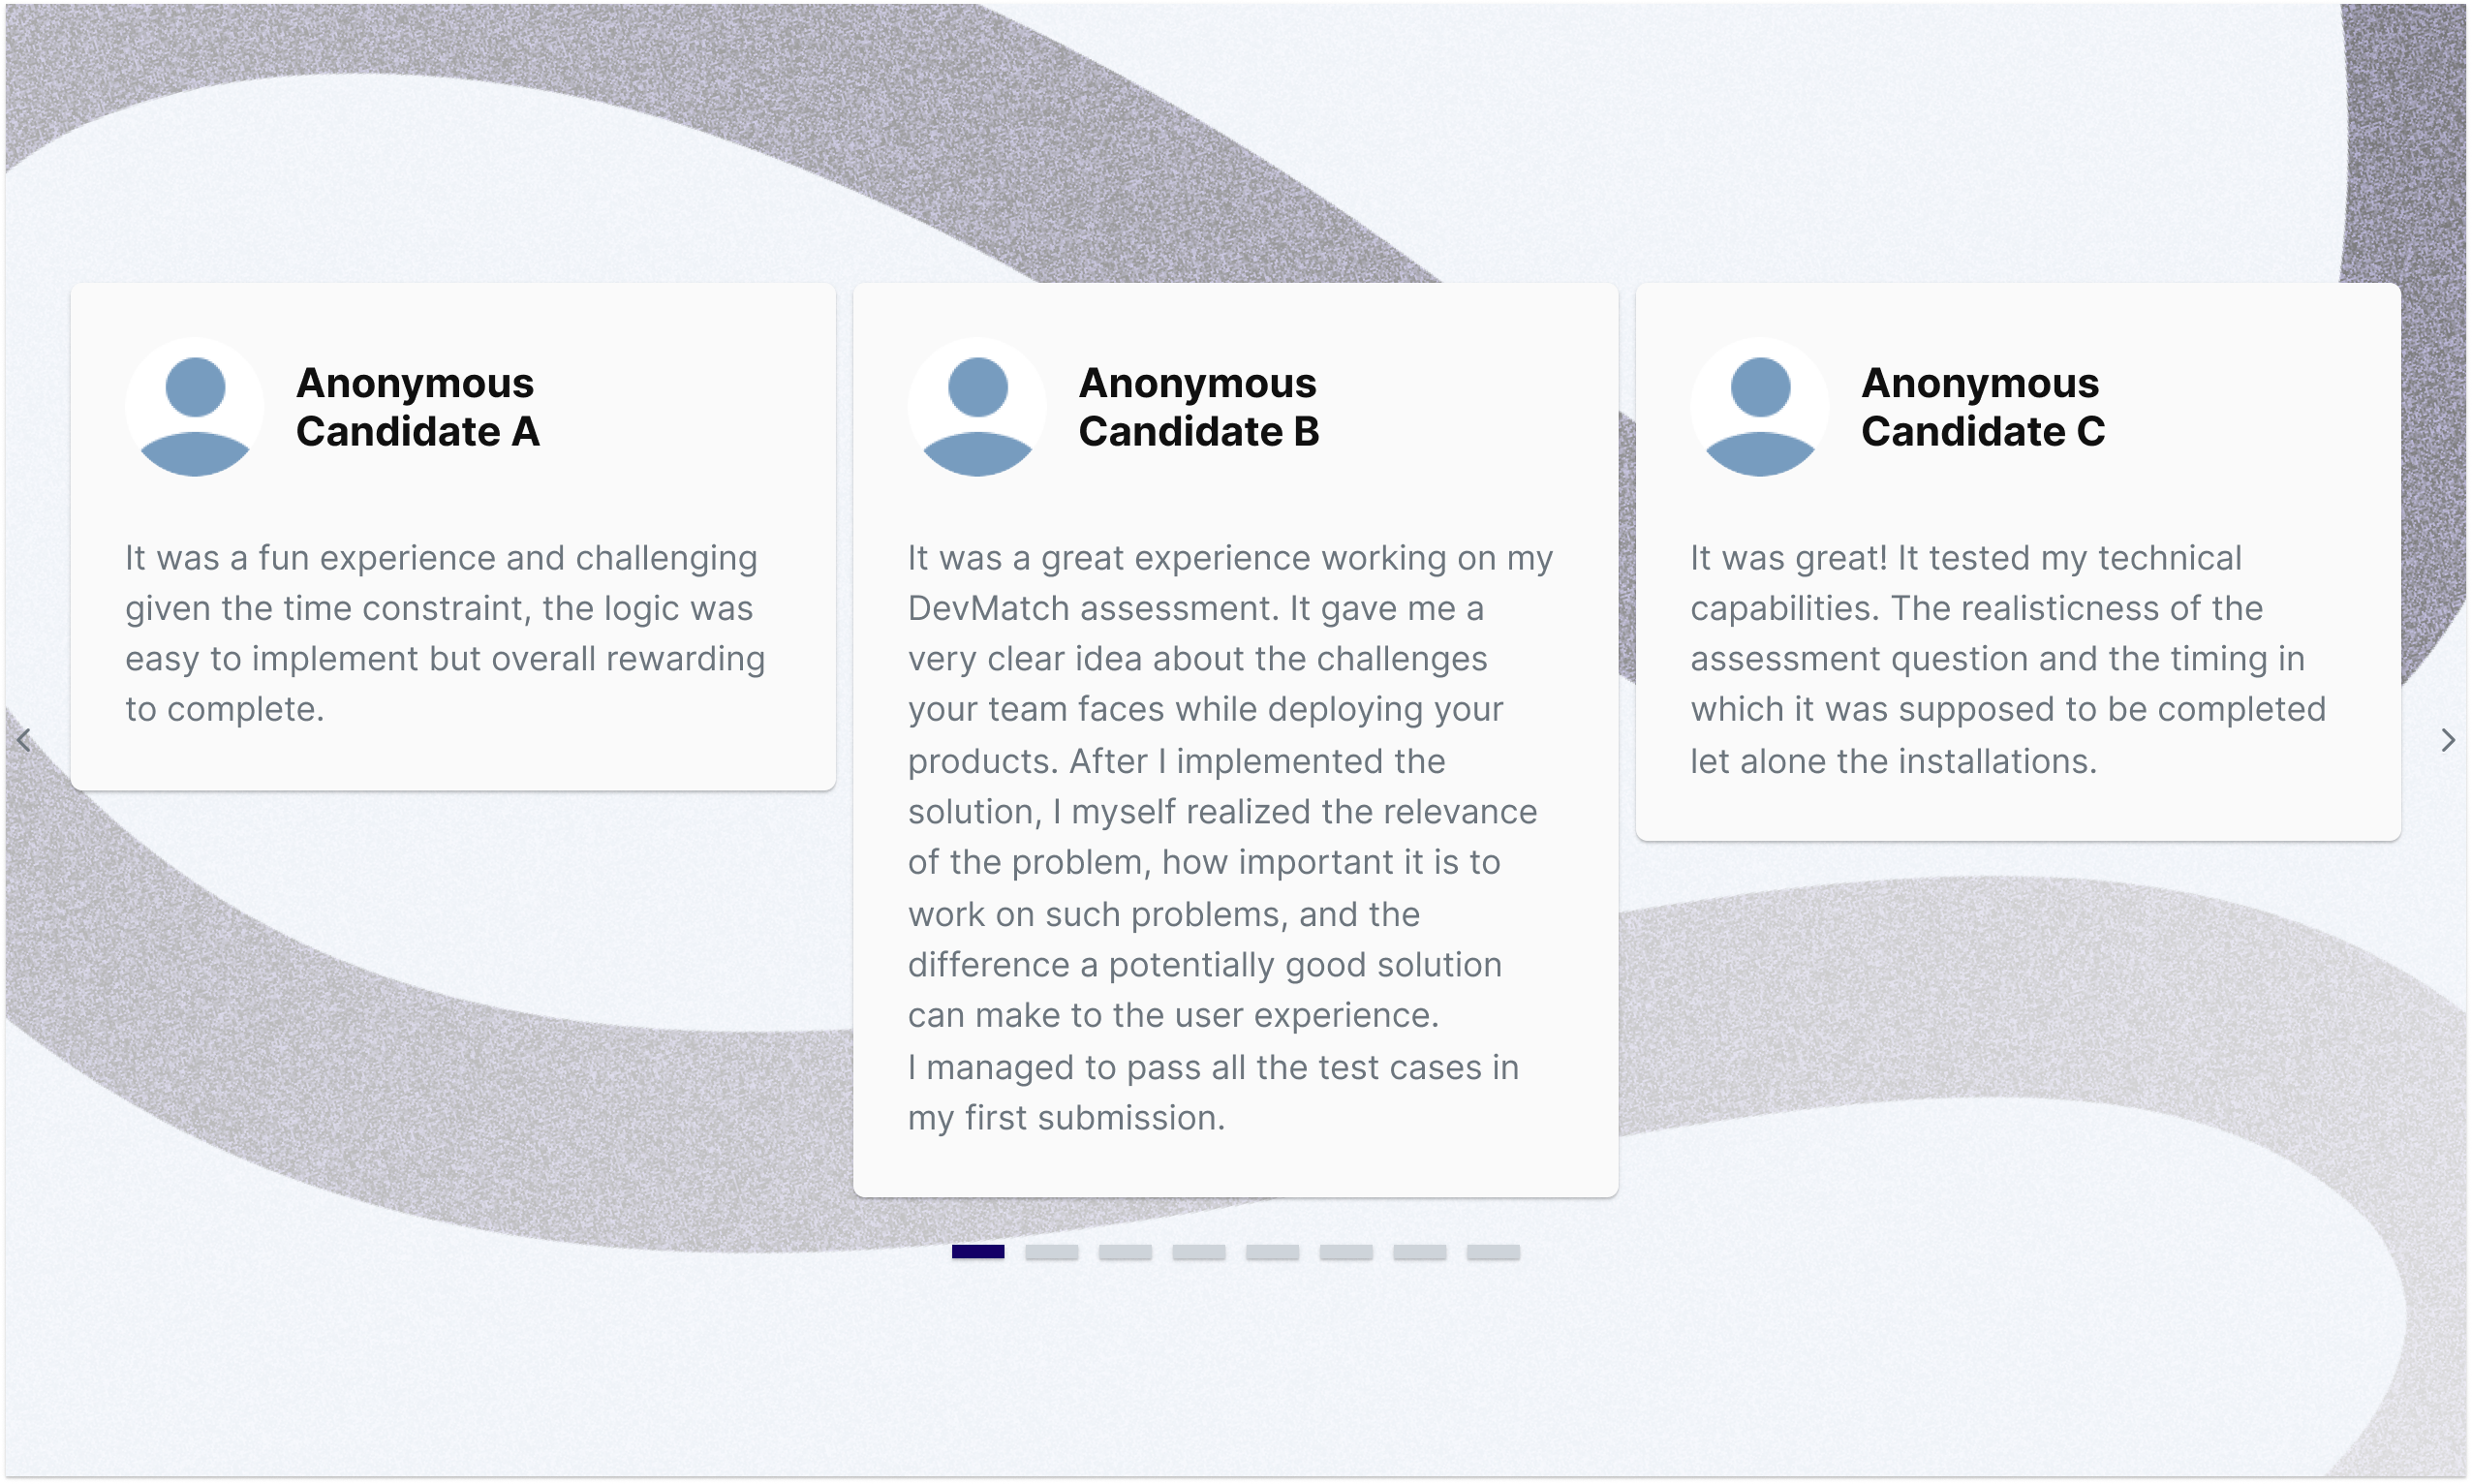 Anonymous
Candidate A
It was a fun experience and challenging
given the time constraint, the logic was
easy to implement but overall rewarding
to complete.
Anonymous
Candidate B
It was a great experience working on my
DevMatch assessment. It gave me a
very clear idea about the challenges
your team faces while deploying your
products. After I implemented the
solution, I myself realized the relevance
of the problem, how important it is to
work on such problems, and the
difference a potentially good solution
can make to the user experience.
I managed to pass all the test cases in
my first submission.
Anonymous
Candidate C
It was great! It tested my technical
capabilities. The realisticness of the
assessment question and the timing in
which it was supposed to be completed
let alone the installations.